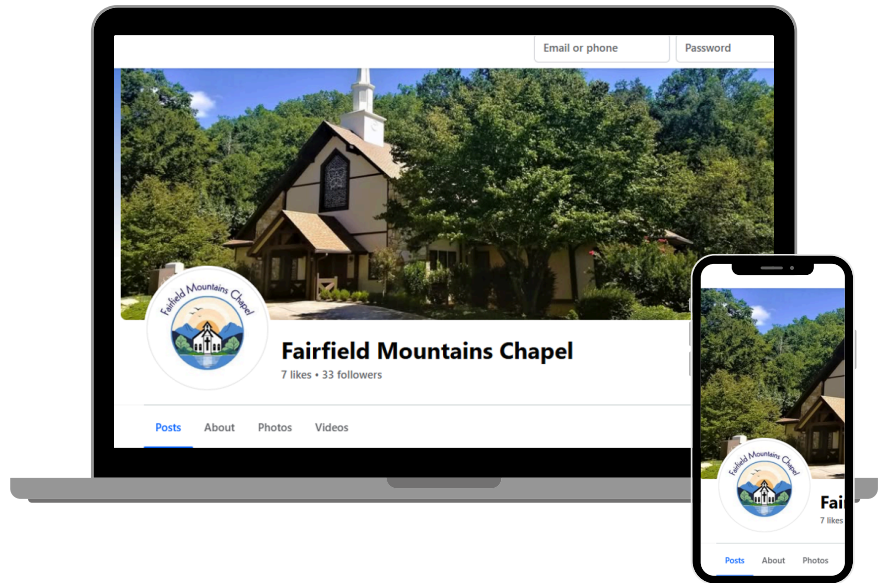 Email or phone
Password
Fairfield Mountains Chapel
Fairfield Mountains Chapel
7 likes • 33 followers
Posts
About
Photos
Videos
Fairfield Mountains Chapel
Fai
7 likes
Posts
About
Photos